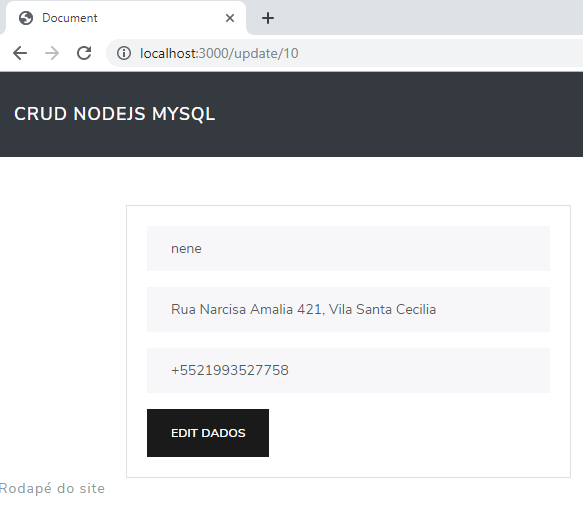 Document
localhost:3000/update/10
CRUD NODEJS MYSQL
nene
Rua Narcisa Amalia 421, Vila Santa Cecilia
+5521993527758
EDIT DADOS
Rodapé do site